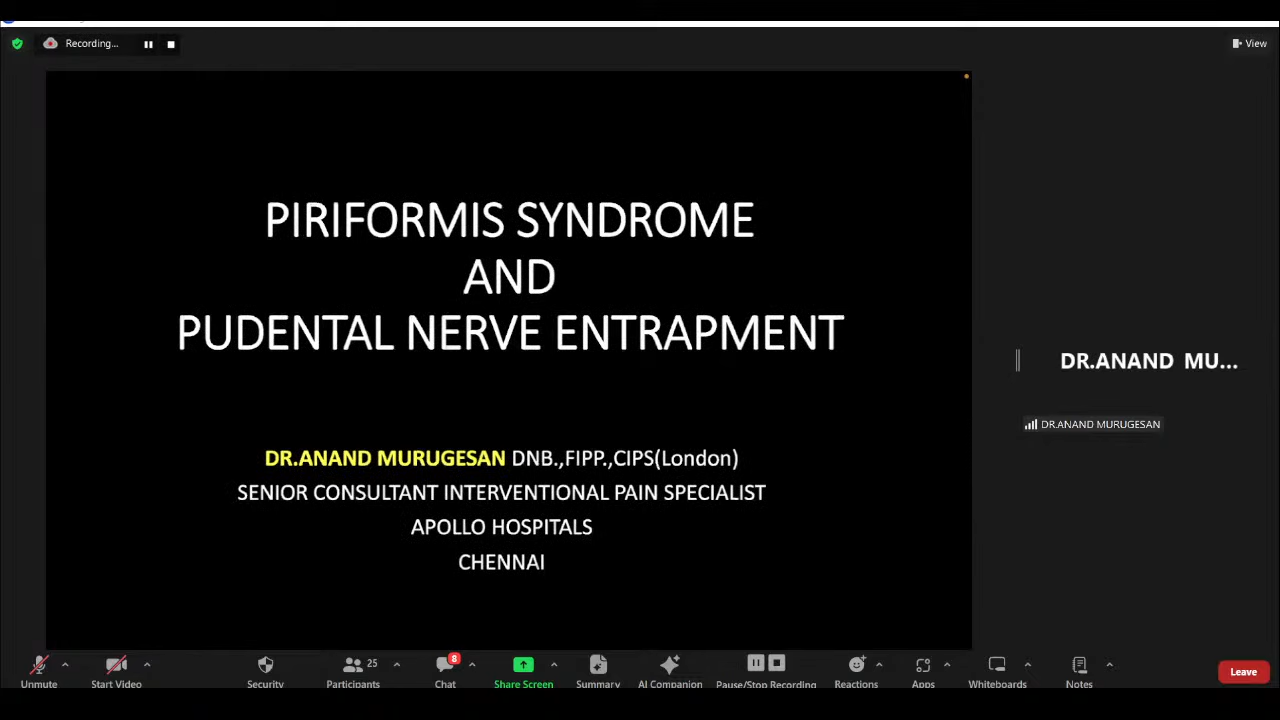 Recording...
View
PIRIFORMIS SYNDROME
AND
PUDENTAL NERVE ENTRAPMENT
DR.ANAND MU...
DR.ANAND MURUGESAN
DR.ANAND MURUGESAN DNB.,FIPP.,CIPS(London)
SENIOR CONSULTANT INTERVENTIONAL PAIN SPECIALIST
APOLLO HOSPITALS
CHENNAI
25
8
Unmute
Start Video
Security
Participants
Chat
Share Screen
Summary
AI Companion
Pause/Stop Recording
Reactions
Apps
Whiteboards
Notes
Leave